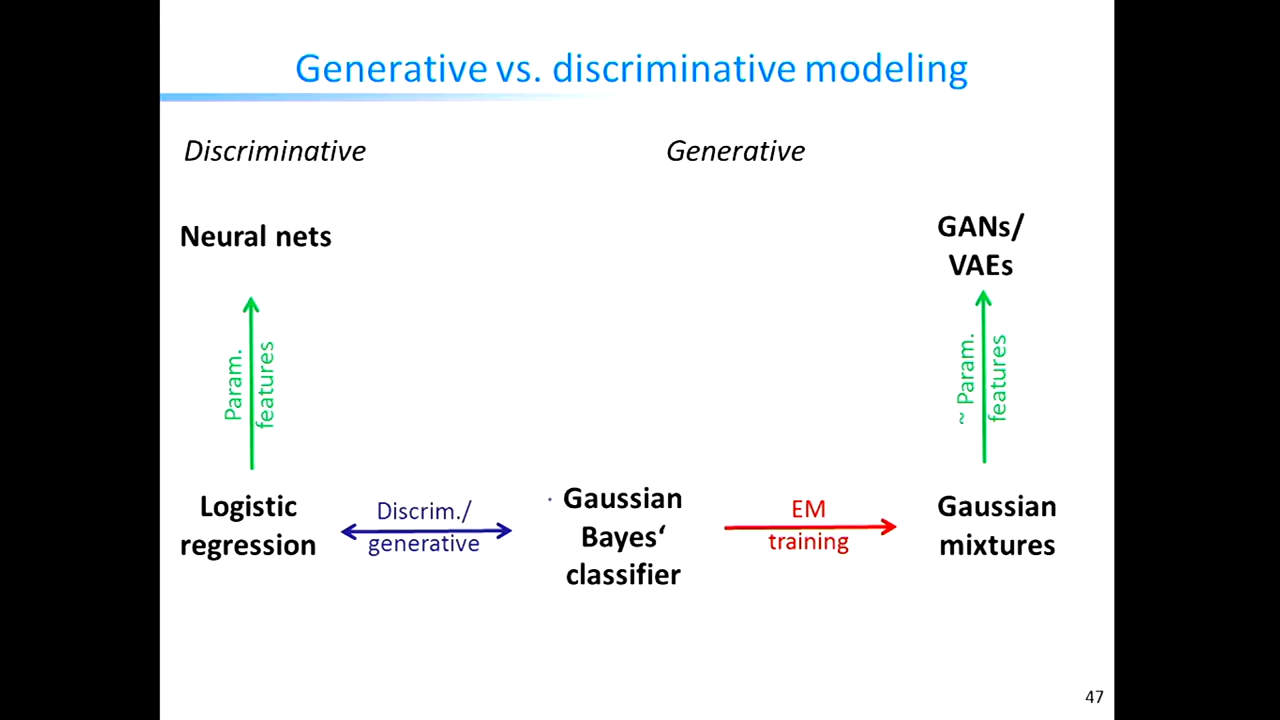 Generative vs. discriminative modeling
Discriminative
Generative
Neural nets
GANs/
VAEs
Param.
features
~ Param.
features
Logistic
regression
Discrim./
generative
Gaussian
Bayes‘
classifier
EM
training
Gaussian
mixtures
47